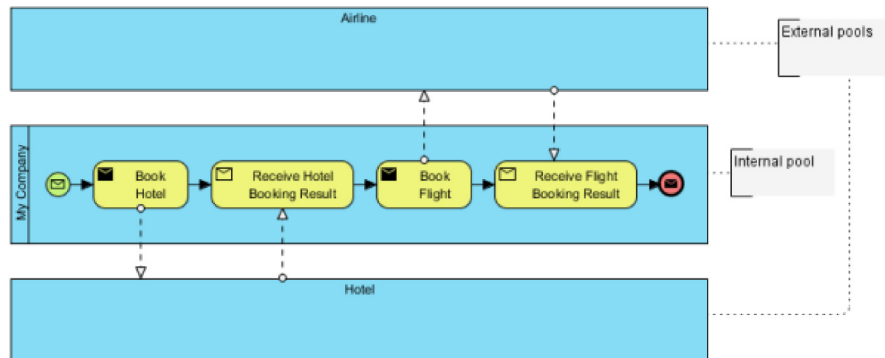 Airline
External pools
My Company
Book
Hotel
Receive Hotel
Booking Result
Book
Flight
Receive Flight
Booking Result
Internal pool
Hotel